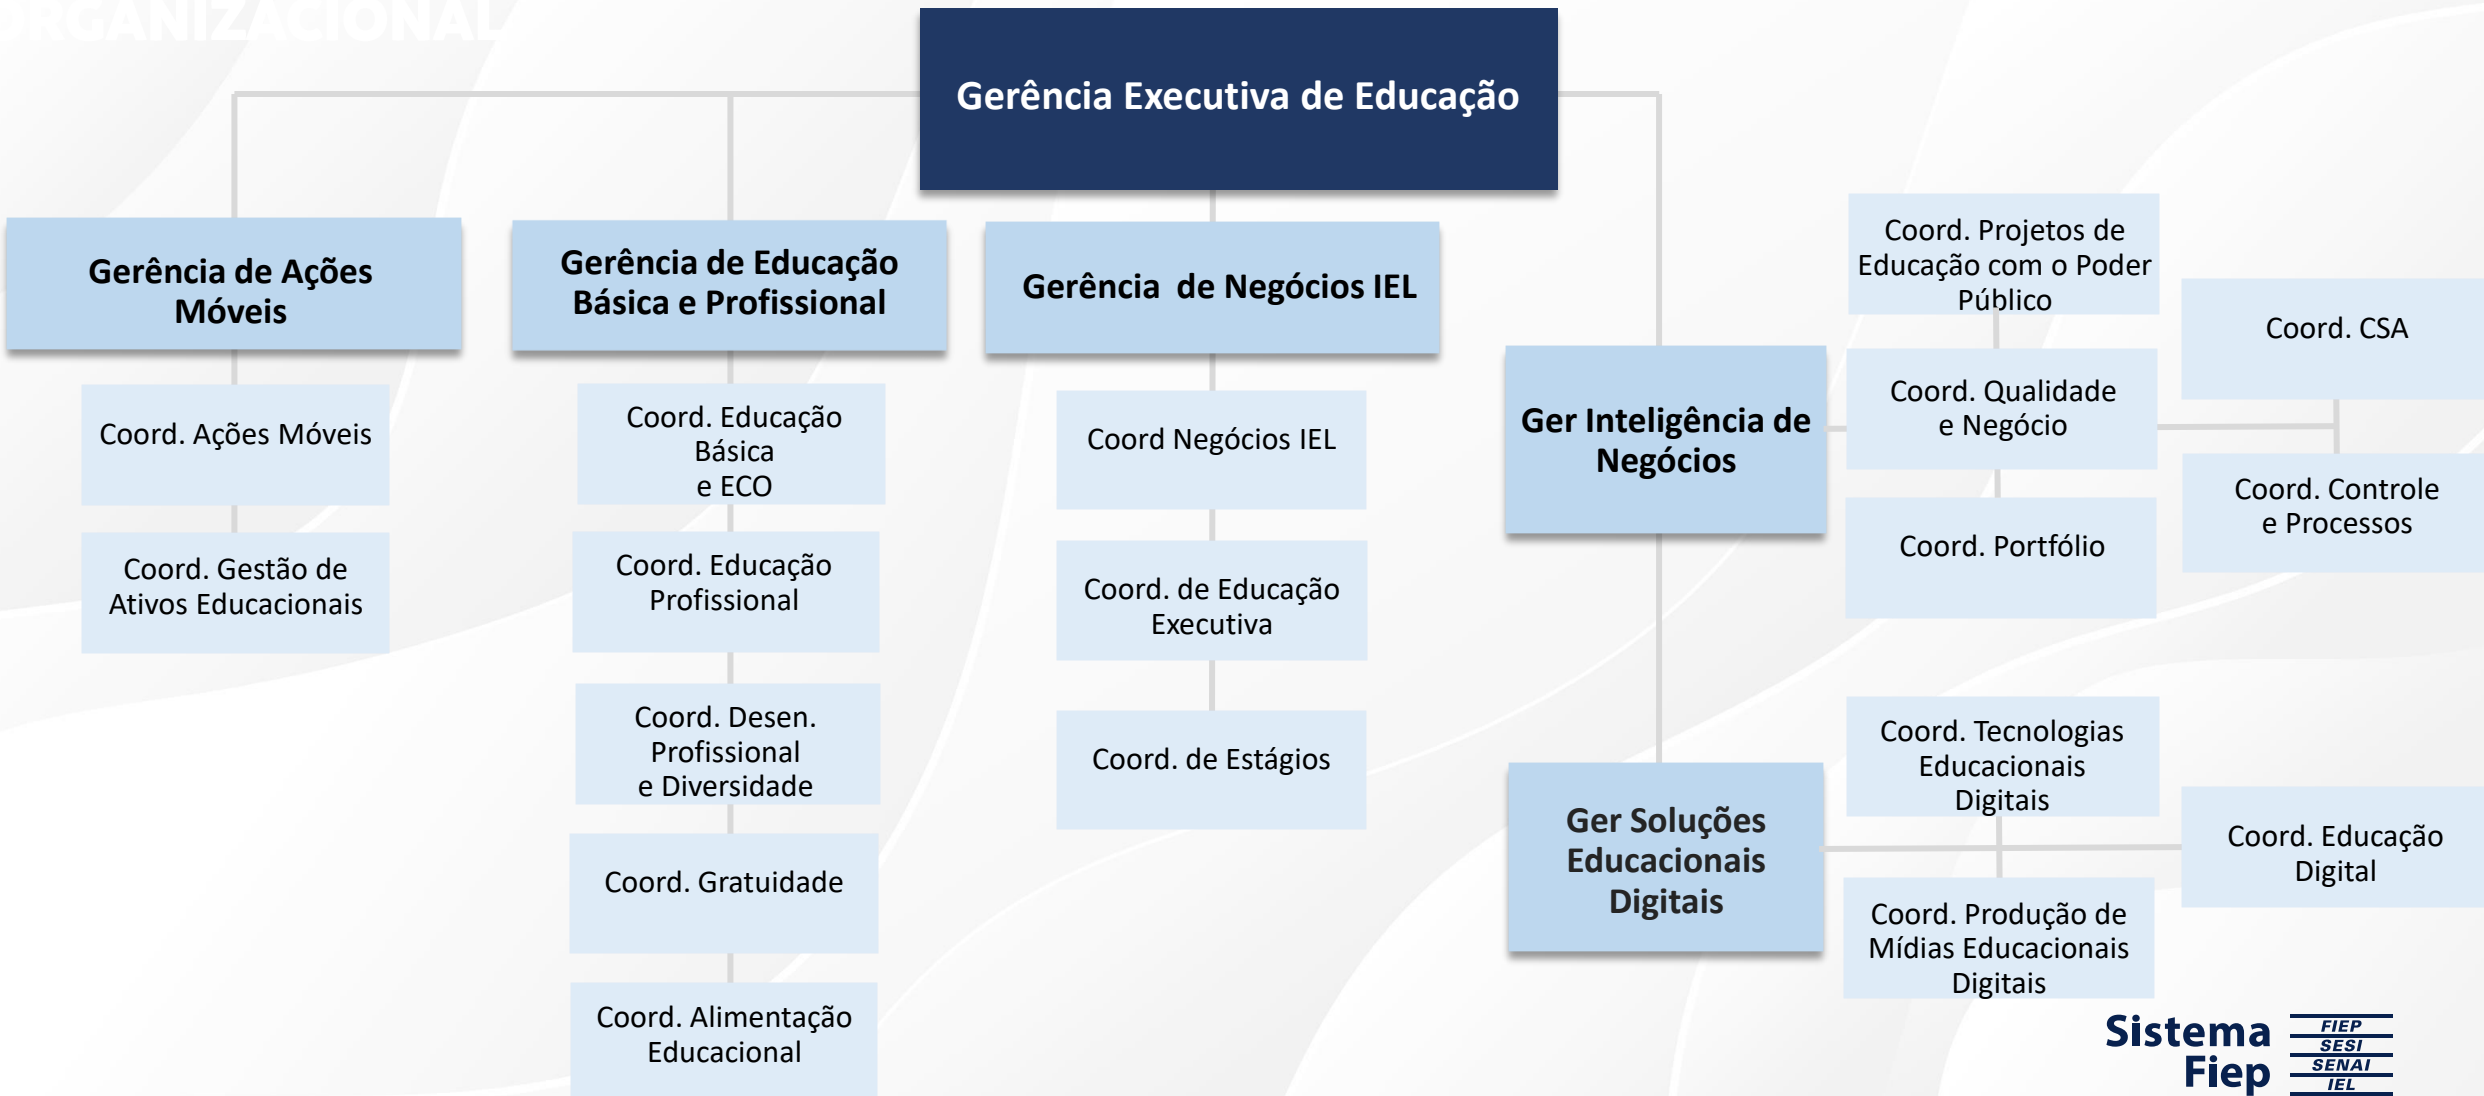 ORGANIZACIONAL
Gerência Executiva de Educação
Gerência de Ações
Móveis
Coord. Ações Móveis
Coord. Gestão de
Ativos Educacionais
Gerência de Educação
Básica e Profissional
Coord. Educação
Básica
e ECO
Coord. Educação
Profissional
Coord. Desen.
Profissional
e Diversidade
Coord. Gratuidade
Coord. Alimentação
Educacional
Gerência  de Negócios IEL
Coord Negócios IEL
Coord. de Educação
Executiva
Coord. de Estágios
Ger Inteligência de
Negócios
Coord. Projetos de
Educação com o Poder
Público
Coord. Qualidade
e Negócio
Coord. Portfólio
Coord. CSA
Coord. Controle
e Processos
Ger Soluções
Educacionais
Digitais
Coord. Tecnologias
Educacionais
Digitais
Coord. Produção de
Mídias Educacionais
Digitais
Coord. Educação
Digital
Sistema
Fiep
FIEP
SESI
SENAI
IEL